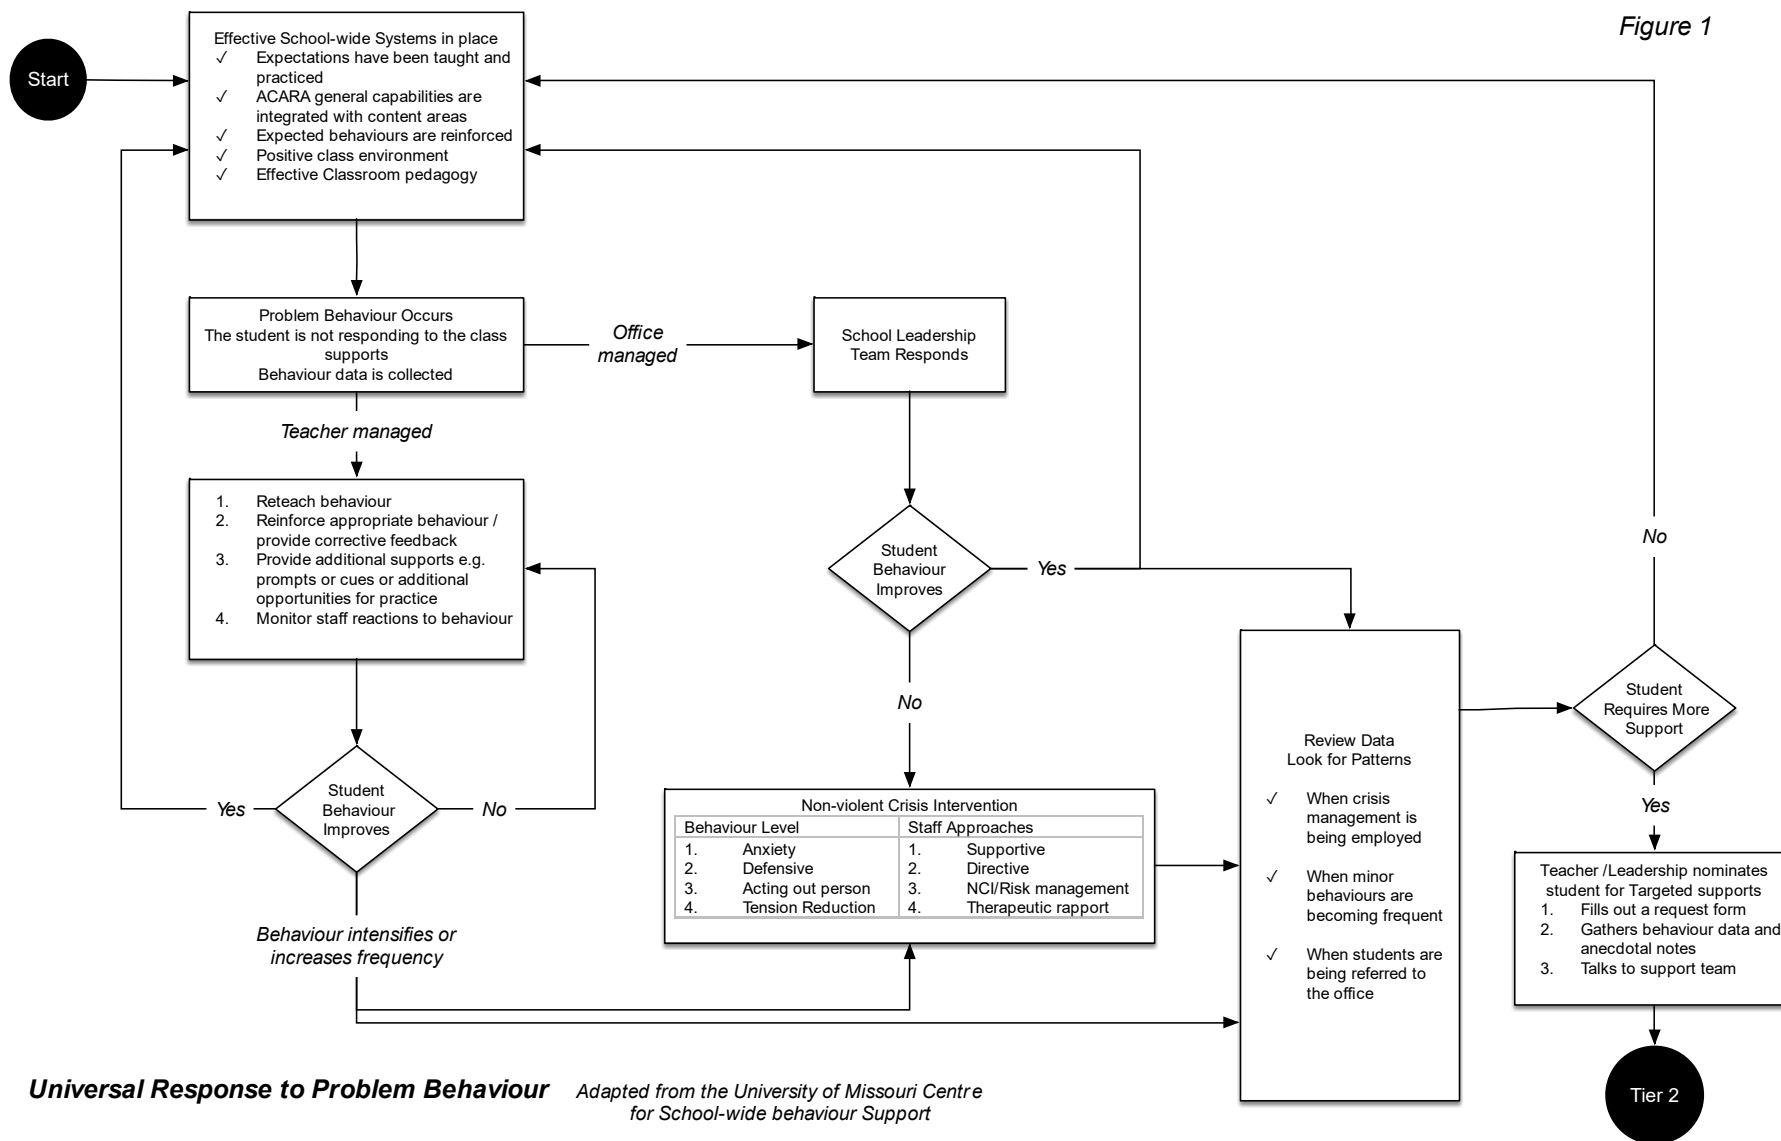 Figure 1
Start
Effective School-wide Systems in place
✓ Expectations have been taught and
practiced
✓ ACARA general capabilities are
integrated with content areas
✓ Expected behaviours are reinforced
✓ Positive class environment
✓ Effective Classroom pedagogy
Problem Behaviour Occurs
The student is not responding to the class
supports
Behaviour data is collected
Office
managed
School Leadership
Team Responds
Teacher managed
1. Reteach behaviour
2. Reinforce appropriate behaviour /
provide corrective feedback
3. Provide additional supports e.g.
prompts or cues or additional
opportunities for practice
4. Monitor staff reactions to behaviour
Student
Behaviour
Improves
Yes
No
Student
Behaviour
Improves
Yes
No
Behaviour intensifies or
increases frequency
Non-violent Crisis Intervention
Behaviour Level
1. Anxiety
2. Defensive
3. Acting out person
4. Tension Reduction
Staff Approaches
1. Supportive
2. Directive
3. NCI/Risk management
4. Therapeutic rapport
Review Data
Look for Patterns
✓ When crisis
management is
being employed
✓ When minor
behaviours are
becoming frequent
✓ When students are
being referred to
the office
No
Student
Requires More
Support
Yes
Teacher /Leadership nominates
student for Targeted supports
1. Fills out a request form
2. Gathers behaviour data and
anecdotal notes
3. Talks to support team
Tier 2
Universal Response to Problem Behaviour
Adapted from the University of Missouri Centre
for School-wide behaviour Support